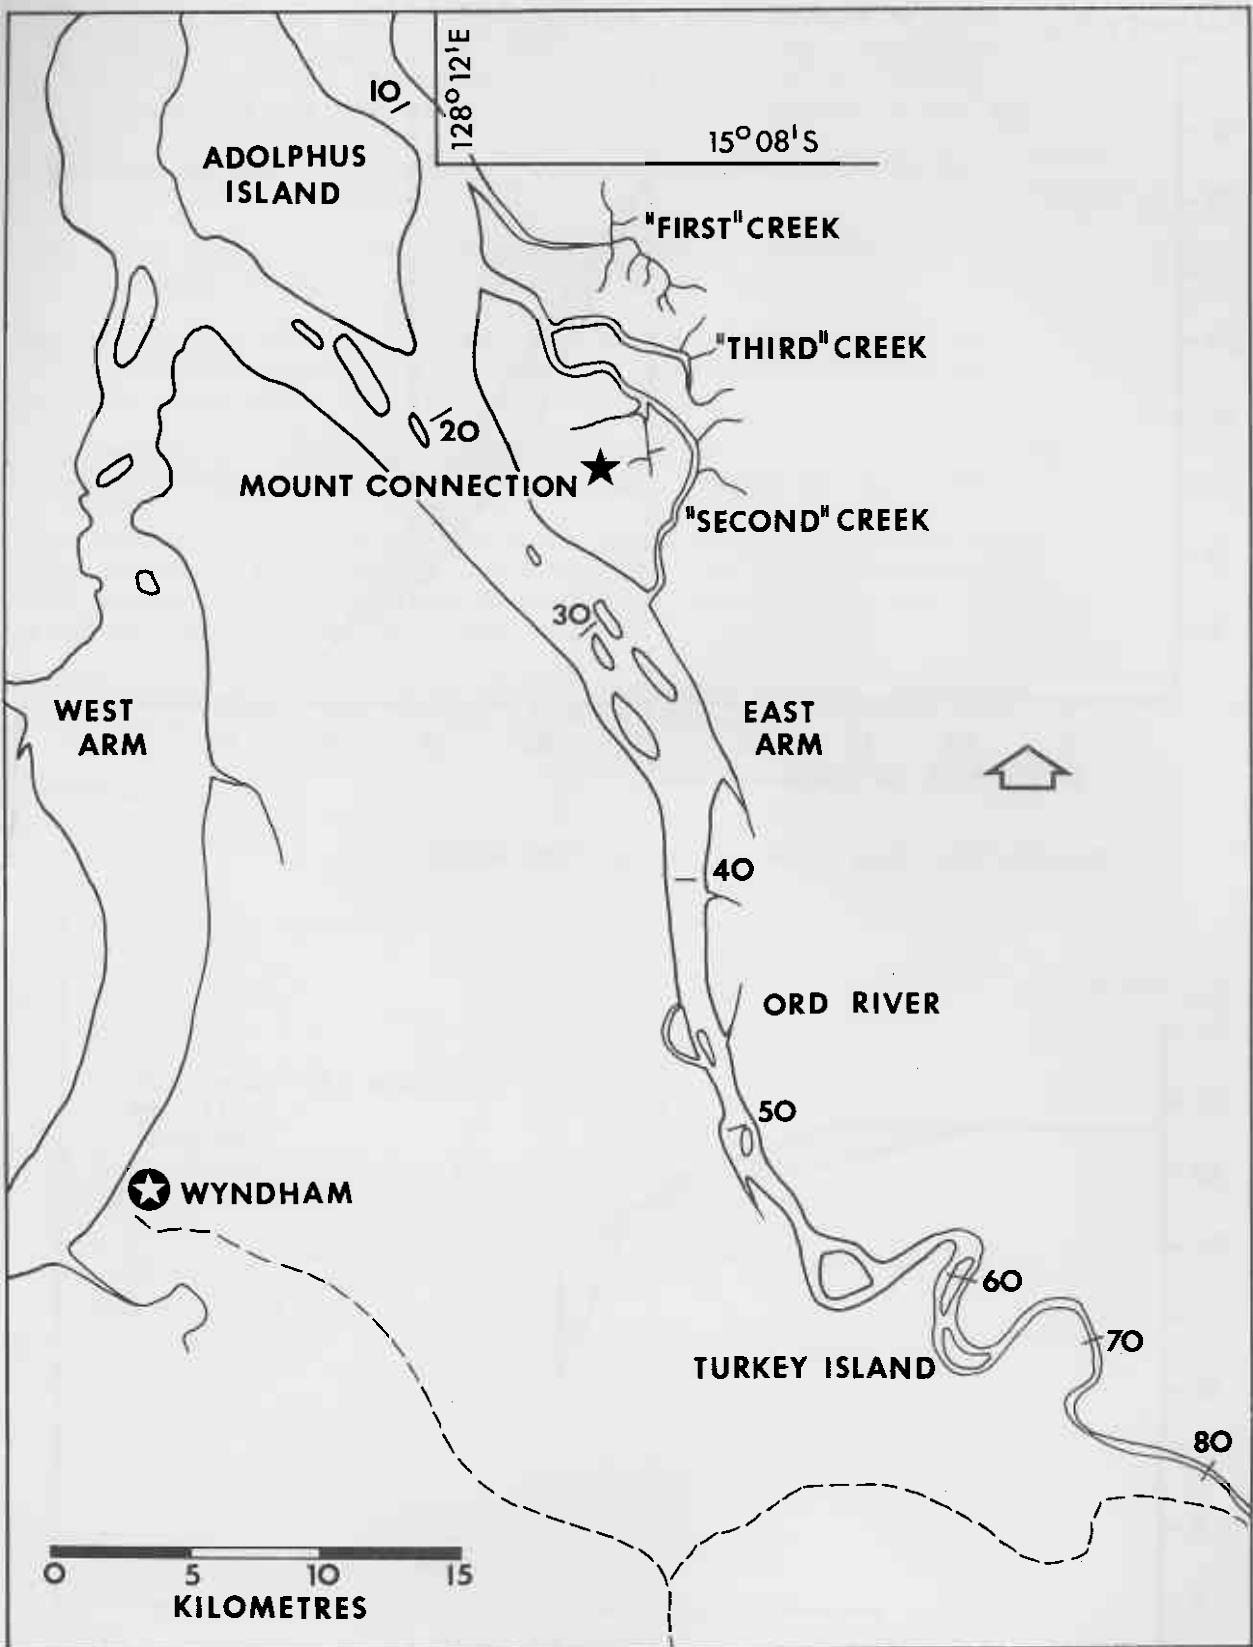 10
128° 12' E
15° 08' S
ADOLPHUS
ISLAND
"FIRST" CREEK
"THIRD" CREEK
20
MOUNT CONNECTION
"SECOND" CREEK
30
WEST
ARM
EAST
ARM
40
ORD RIVER
50
WYNDHAM
60
TURKEY ISLAND
70
80
0 5 10 15
KILOMETRES